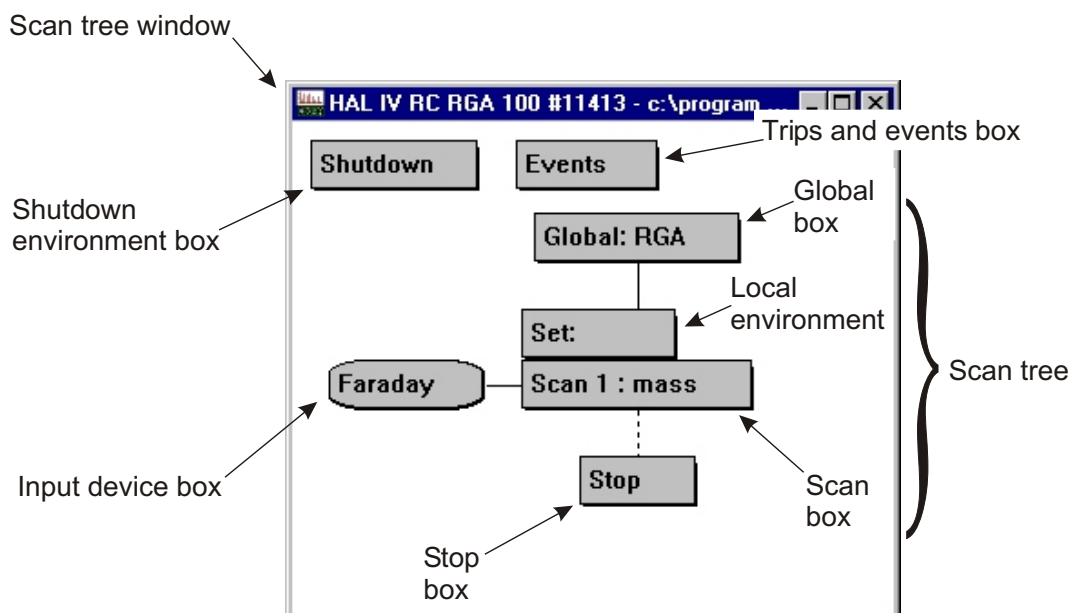 Scan tree window
HAL IV RC RGA 100 #11413 - c:\program ...
Trips and events box
Shutdown
Events
Shutdown
environment box
Global
box
Global: RGA
Local
environment
Set:
Faraday
Scan 1 : mass
Scan tree
Input device box
Stop
Scan
box
Stop
box